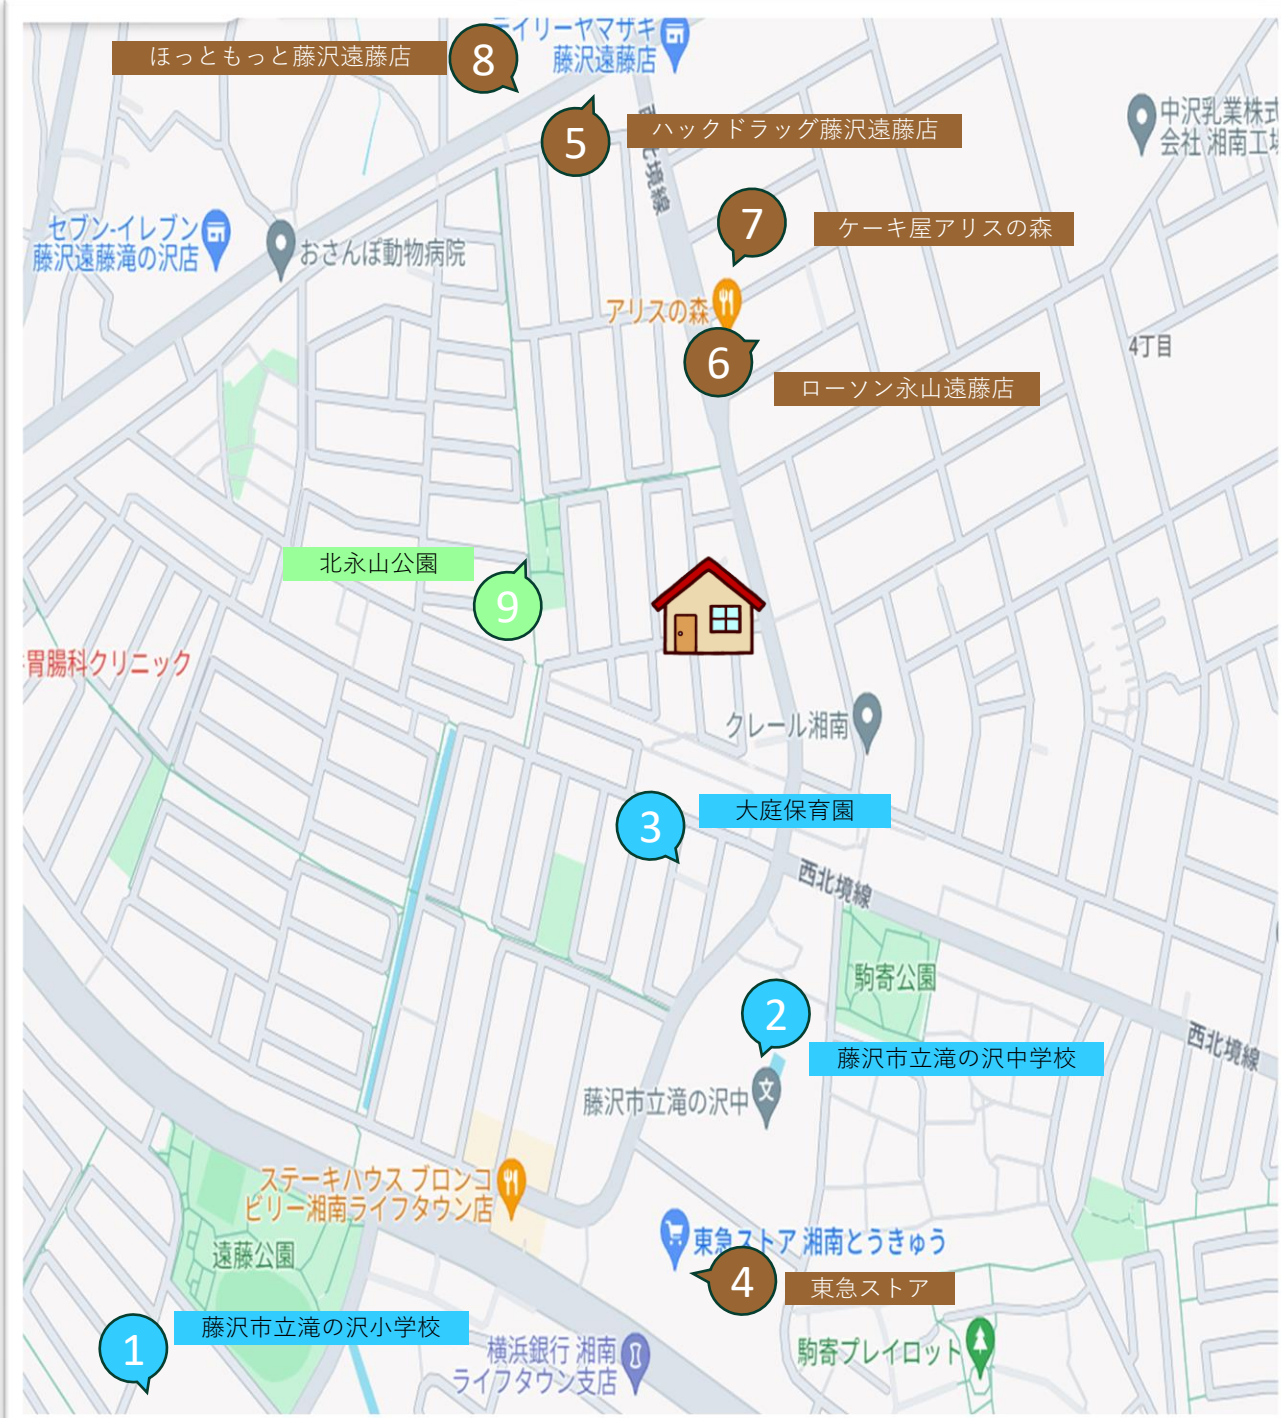 デイリーヤマザキ
藤沢遠藤店
ほっともっと藤沢遠藤店
8
5
ハックドラッグ藤沢遠藤店
中沢乳業株式
会社 湘南工場
西北境線
セブン-イレブン
藤沢遠藤滝の沢店
おさんぽ動物病院
7
ケーキ屋アリスの森
アリスの森
6
4丁目
ローソン永山遠藤店
北永山公園
9
胃腸科クリニック
クレール湘南
3
大庭保育園
西北境線
駒寄公園
2
藤沢市立滝の沢中学校
西北境線
藤沢市立滝の沢中
文
ステーキハウス ブロンコ
ビリー湘南ライフタウン店
遠藤公園
東急ストア 湘南とうきゅう
4
東急ストア
1
藤沢市立滝の沢小学校
横浜銀行 湘南
ライフタウン支店
駒寄プレイロット